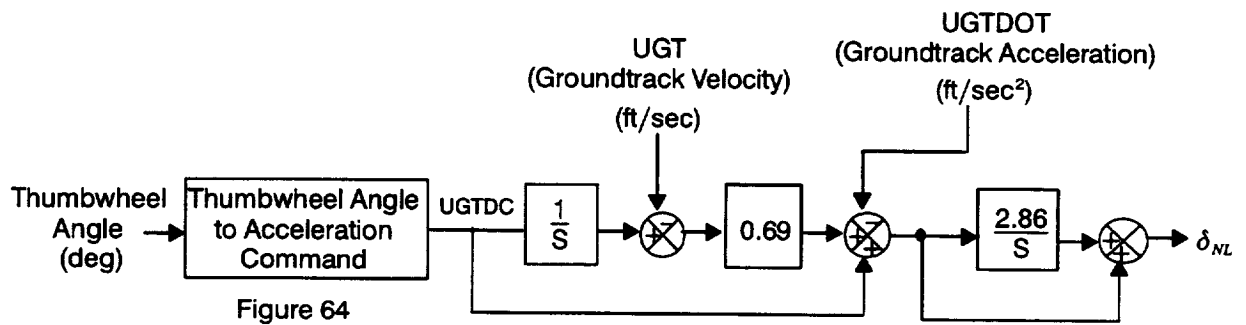 UGT
(Groundtrack Velocity)
(ft/sec)
UGTDOT
(Groundtrack Acceleration)
(ft/sec²)
Thumbwheel
Angle
(deg)
Thumbwheel Angle
to Acceleration
Command
Figure 64
UGTDC
1
S
+
-
0.69
+
-
+
2.86
S
+
+
δNL